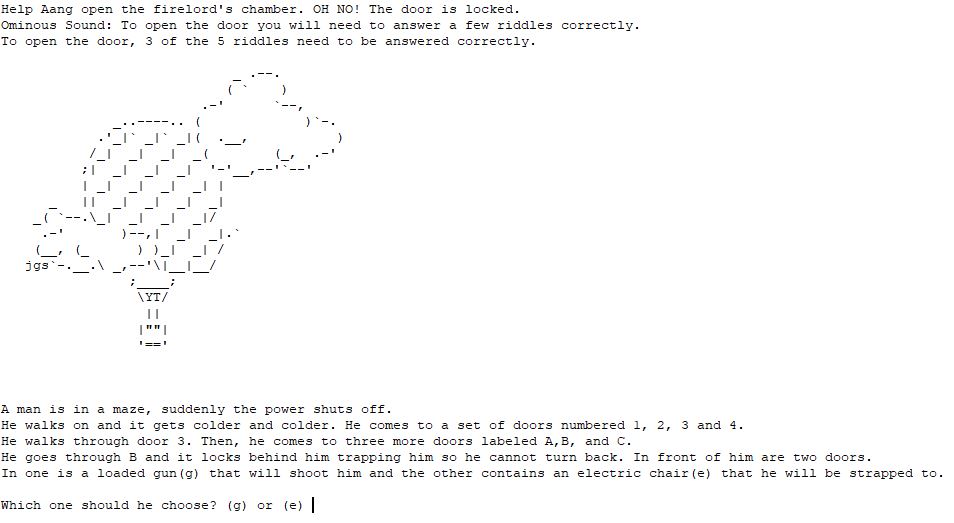 Help Aang open the firelord's chamber. OH NO! The door is locked.
Ominous Sound: To open the door you will need to answer a few riddles correctly.
To open the door, 3 of the 5 riddles need to be answered correctly.
jgs
YT
A man is in a maze, suddenly the power shuts off.
He walks on and it gets colder and colder. He comes to a set of doors numbered 1, 2, 3 and 4.
He walks through door 3. Then, he comes to three more doors labeled A,B, and C.
He goes through B and it locks behind him trapping him so he cannot turn back. In front of him are two doors.
In one is a loaded gun(g) that will shoot him and the other contains an electric chair(e) that he will be strapped to.
Which one should he choose? (g) or (e)